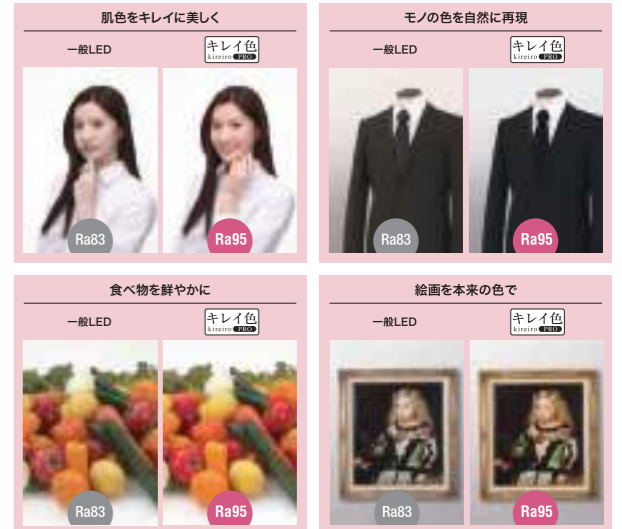 肌色をキレイに美しく
一般LED
キレイ色
kireiro PRO
Ra83
Ra95
モノの色を自然に再現
一般LED
キレイ色
kireiro PRO
Ra83
Ra95
食べ物を鮮やかに
一般LED
キレイ色
kireiro PRO
Ra83
Ra95
絵画を本来の色で
一般LED
キレイ色
kireiro PRO
Ra83
Ra95